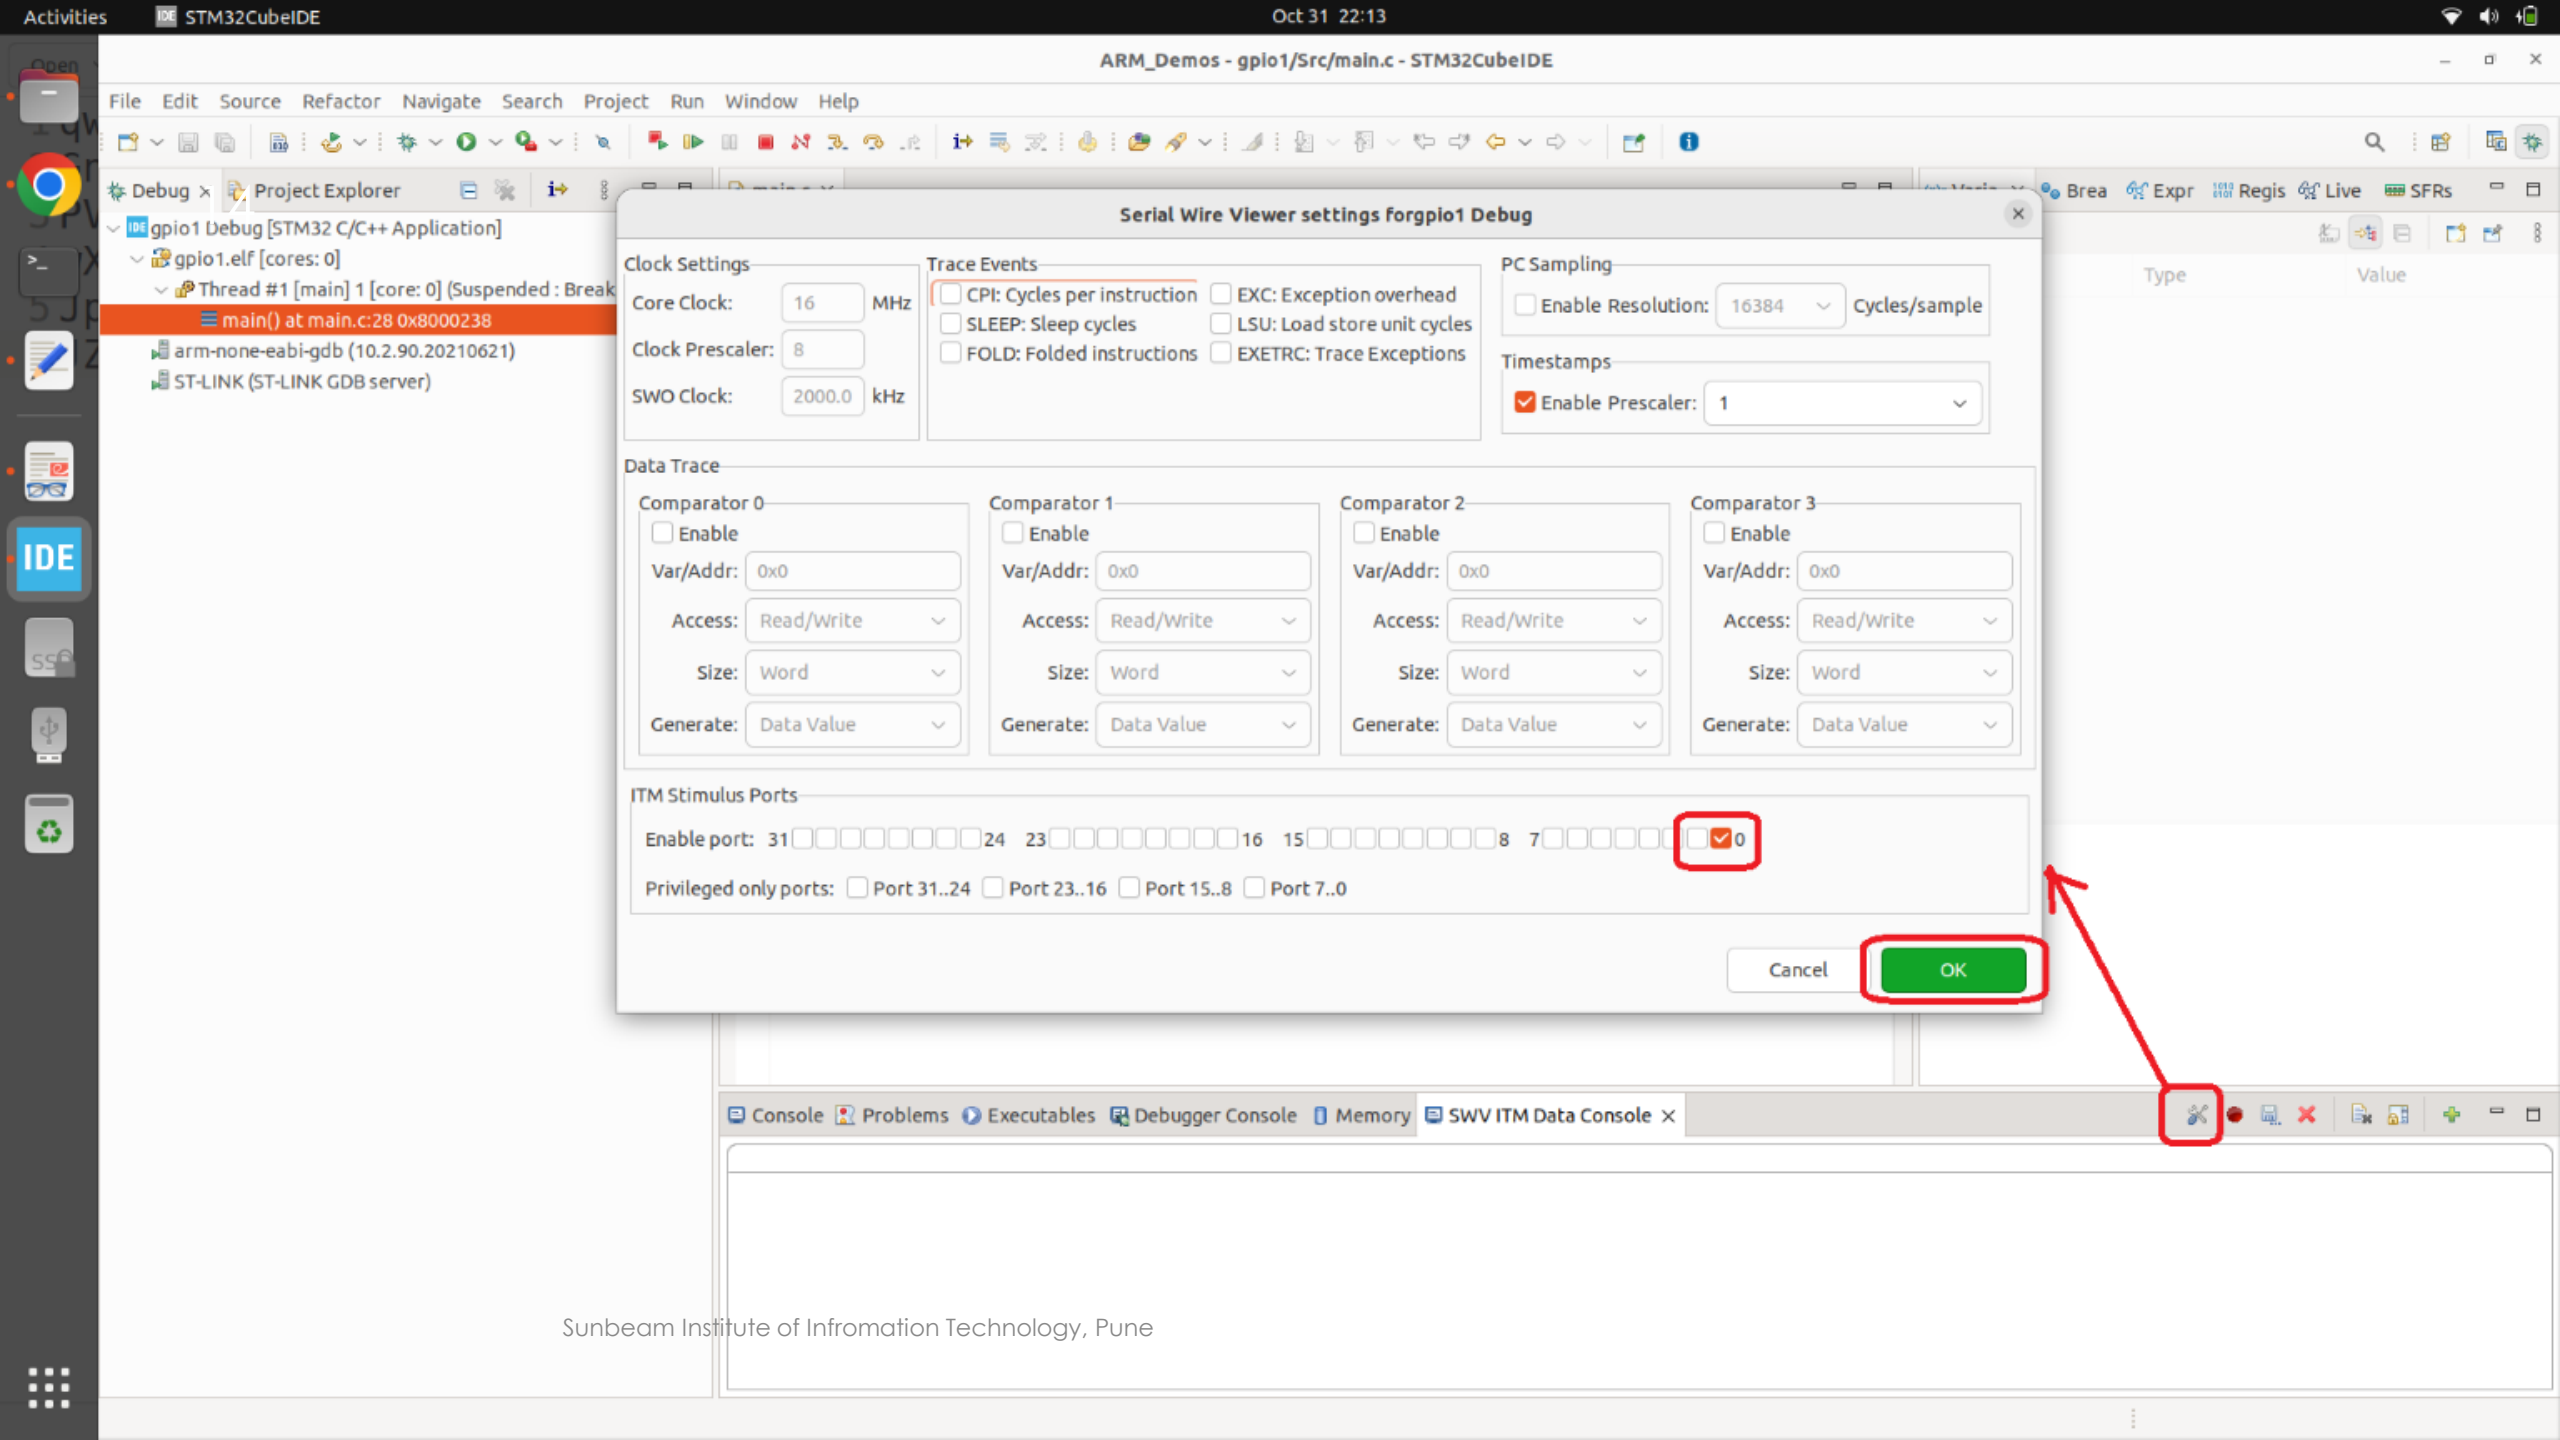 Activities STM32CubeIDE Oct 31 22:13
ARM_Demos - gpio1/Src/main.c - STM32CubeIDE
File Edit Source Refactor Navigate Search Project Run Window Help
Debug Project Explorer Brea Expr Regis Live SFRs
gpio1 Debug [STM32 C/C++ Application]
gpio1.elf [cores: 0]
Thread #1 [main] 1 [core: 0] (Suspended : Break
main() at main.c:28 0x8000238
arm-none-eabi-gdb (10.2.90.20210621)
ST-LINK (ST-LINK GDB server)
Type Value
IDE
Serial Wire Viewer settings forgpio1 Debug
Clock Settings
Core Clock: 16 MHz
Clock Prescaler: 8
SWO Clock: 2000.0 kHz
Trace Events
CPI: Cycles per instruction EXC: Exception overhead
SLEEP: Sleep cycles LSU: Load store unit cycles
FOLD: Folded instructions EXETRC: Trace Exceptions
PC Sampling
Enable Resolution: 16384 Cycles/sample
Timestamps
Enable Prescaler: 1
Data Trace
Comparator 0 Comparator 1 Comparator 2 Comparator 3
Enable Enable Enable Enable
Var/Addr: 0x0 Var/Addr: 0x0 Var/Addr: 0x0 Var/Addr: 0x0
Access: Read/Write Access: Read/Write Access: Read/Write Access: Read/Write
Size: Word Size: Word Size: Word Size: Word
Generate: Data Value Generate: Data Value Generate: Data Value Generate: Data Value
ITM Stimulus Ports
Enable port: 31 24 23 16 15 8 7 0
Privileged only ports: Port 31..24 Port 23..16 Port 15..8 Port 7..0
Cancel OK
Console Problems Executables Debugger Console Memory SWV ITM Data Console
Sunbeam Institute of Infromation Technology, Pune